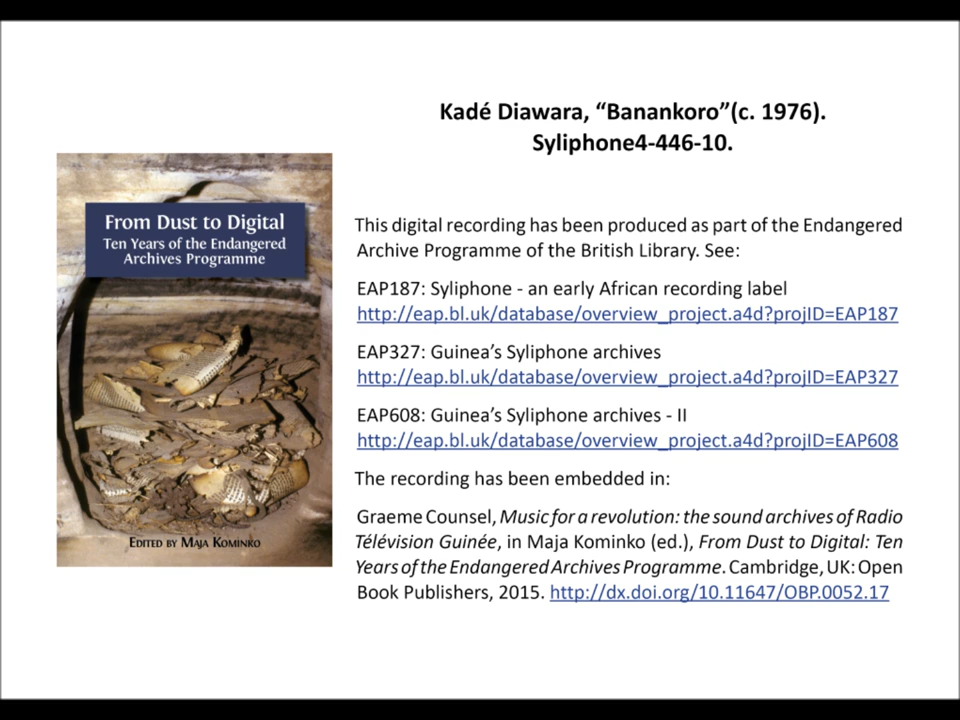 Kadé Diawara, “Banankoro”(c. 1976).
Syliphone4-446-10.
From Dust to Digital
Ten Years of the Endangered
Archives Programme
EDITED BY MAJA KOMINKO
This digital recording has been produced as part of the Endangered
Archive Programme of the British Library. See:
EAP187: Syliphone - an early African recording label
http://eap.bl.uk/database/overview_project.a4d?projID=EAP187
EAP327: Guinea’s Syliphone archives
http://eap.bl.uk/database/overview_project.a4d?projID=EAP327
EAP608: Guinea’s Syliphone archives - II
http://eap.bl.uk/database/overview_project.a4d?projID=EAP608
The recording has been embedded in:
Graeme Counsel, Music for a revolution: the sound archives of Radio
Télévision Guinée, in Maja Kominko (ed.), From Dust to Digital: Ten
Years of the Endangered Archives Programme. Cambridge, UK: Open
Book Publishers, 2015. http://dx.doi.org/10.11647/OBP.0052.17